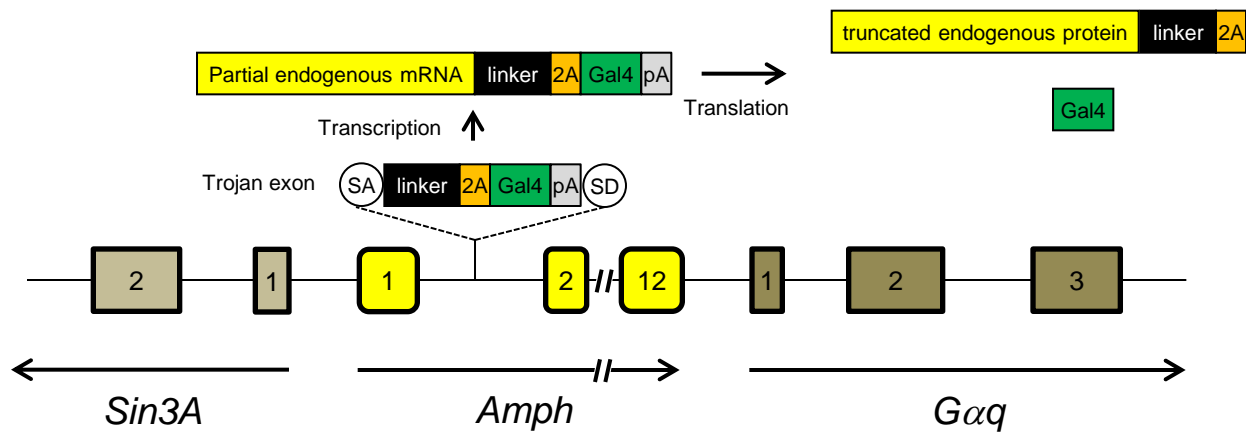 truncated endogenous protein linker 2A
Partial endogenous mRNA linker 2A Gal4 pA
Translation
Gal4
Transcription
Trojan exon SA linker 2A Gal4 pA SD
2 1 1 2 // 12 1 2 3
//
Sin3A Amph Gαq